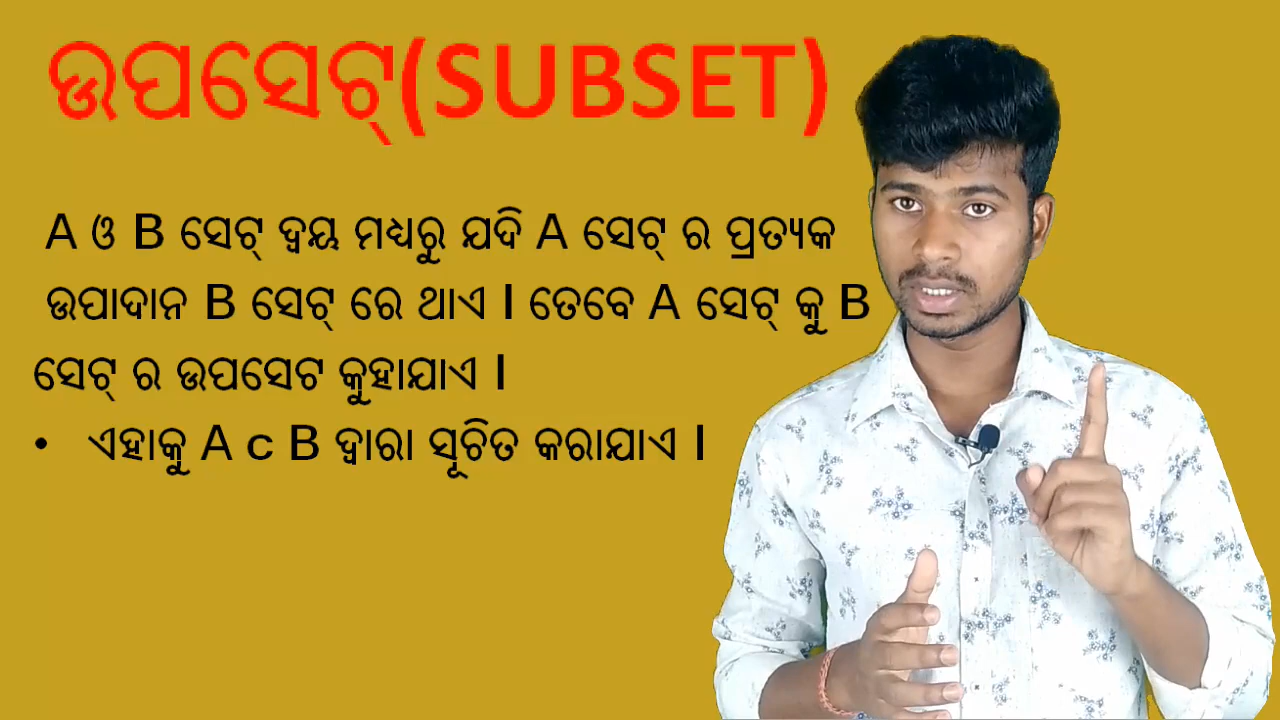 ଉପସେଟ୍(SUBSET)
A ଓ B ସେଟ୍ ଦ୍ୱୟ ମଧ୍ୟରୁ ଯଦି A ସେଟ୍ ର ପ୍ରତ୍ୟକ
ଉପାଦାନ B ସେଟ୍ ରେ ଥାଏ I ତେବେ A ସେଟ୍ କୁ B
ସେଟ୍ ର ଉପସେଟ କୁହାଯାଏ I
• ଏହାକୁ A c B ଦ୍ୱାରା ସୂଚିତ କରାଯାଏ I